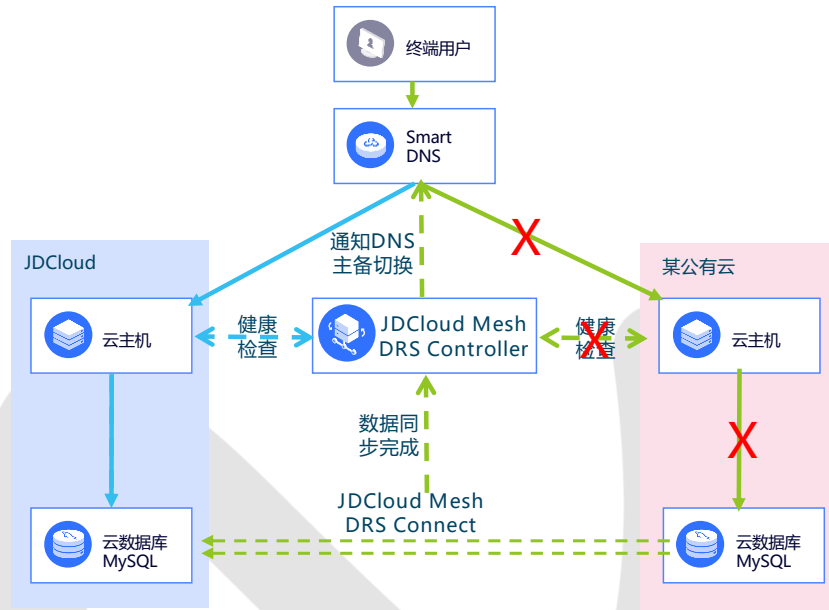 终端用户
Smart
DNS
通知DNS
主备切换
JDCloud
某公有云
云主机
健康
检查
JDCloud Mesh
DRS Controller
健康
检查
云主机
X
X
X
数据同
步完成
JDCloud Mesh
DRS Connect
云数据库
MySQL
云数据库
MySQL